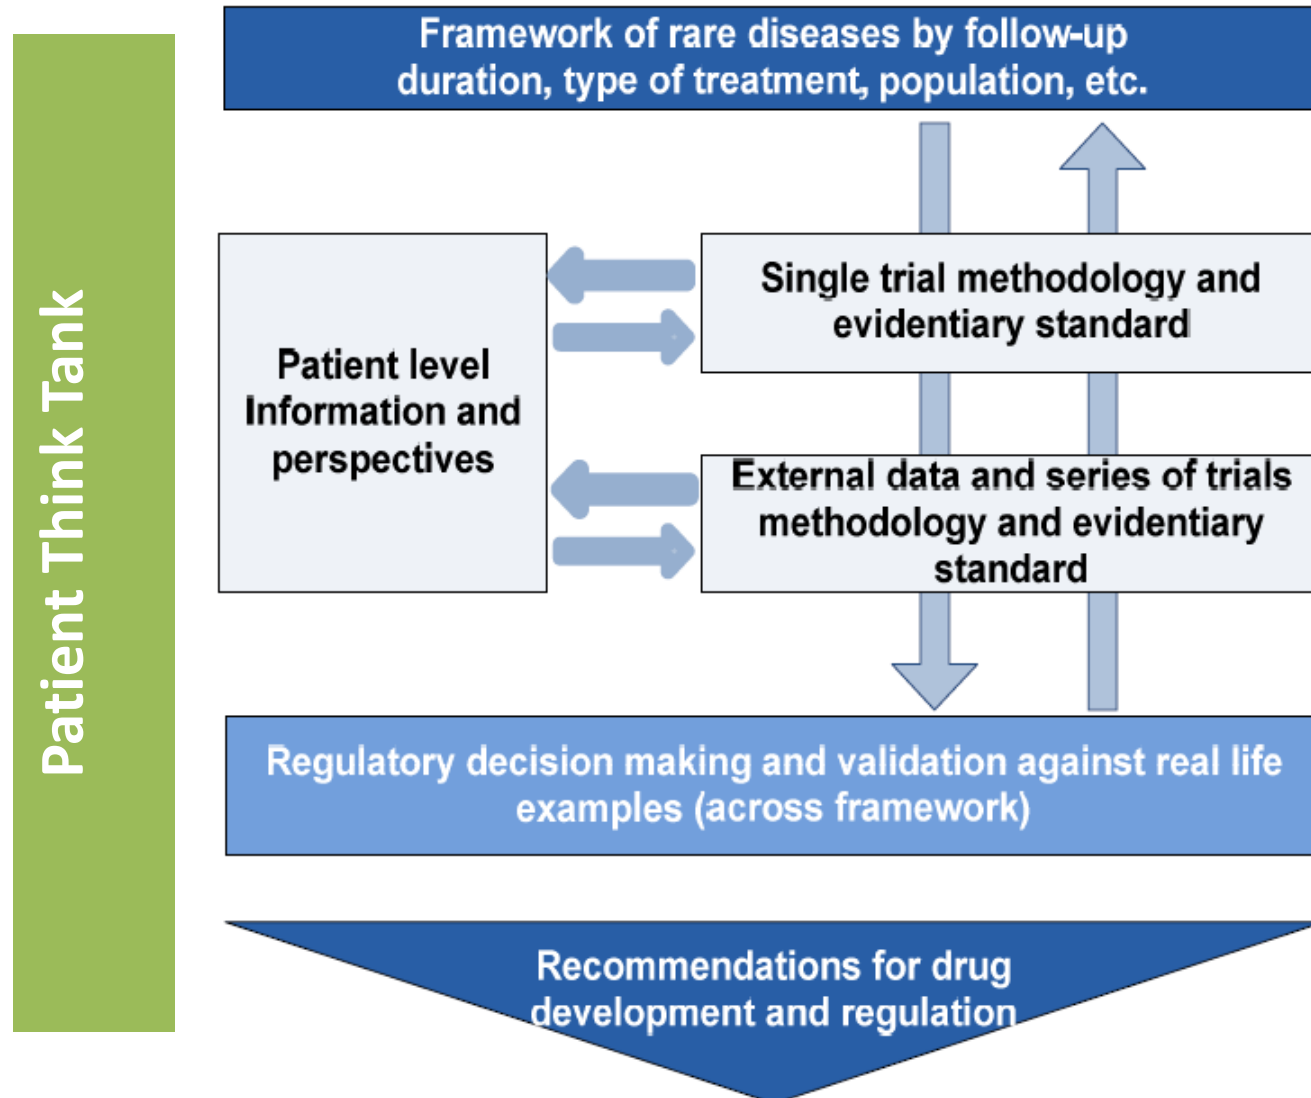 Patient Think Tank
Framework of rare diseases by follow-up
duration, type of treatment, population, etc.
Single trial methodology and
evidentiary standard
Patient level
Information and
perspectives
External data and series of trials
methodology and evidentiary
standard
Regulatory decision making and validation against real life
examples (across framework)
Recommendations for drug
development and regulation